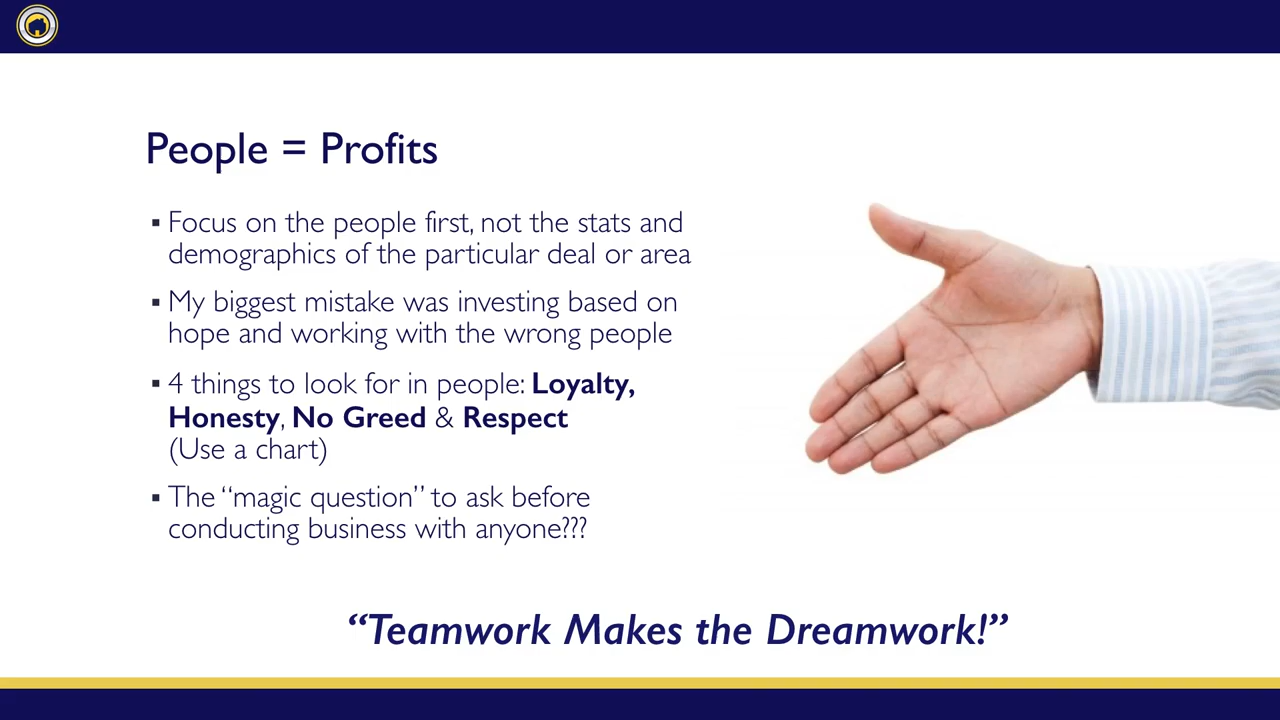 People = Profits
▪ Focus on the people first, not the stats and
demographics of the particular deal or area
▪ My biggest mistake was investing based on
hope and working with the wrong people
▪ 4 things to look for in people: Loyalty,
Honesty, No Greed & Respect
(Use a chart)
▪ The “magic question” to ask before
conducting business with anyone???
“Teamwork Makes the Dreamwork!”